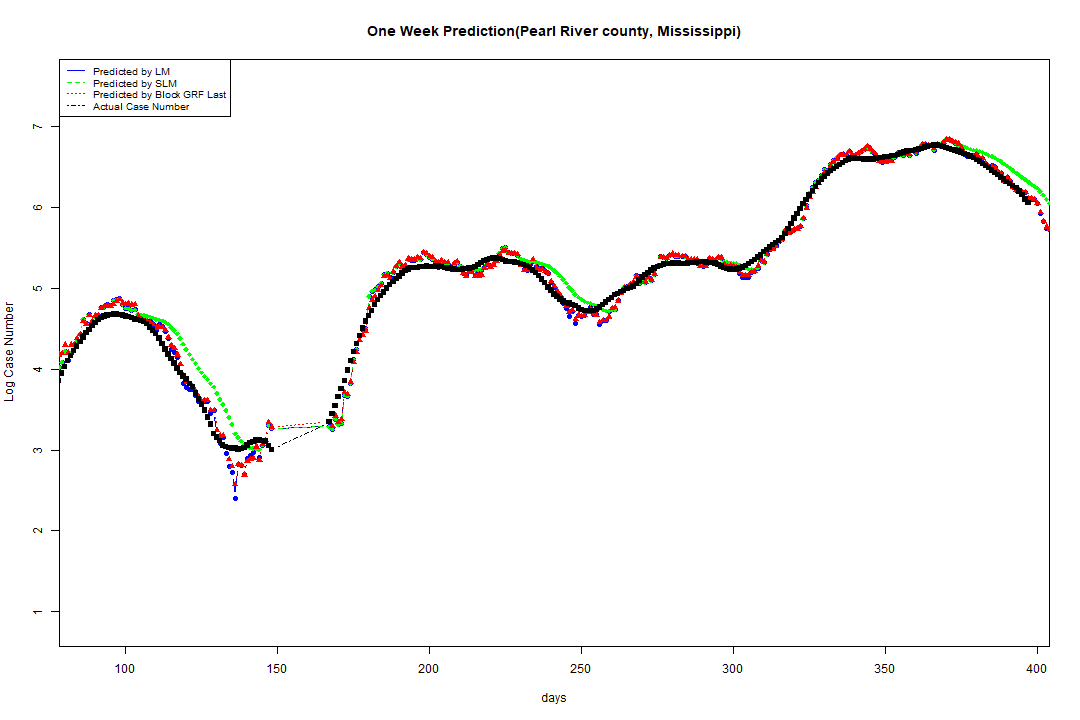 One Week Prediction(Pearl River county, Mississippi)
Predicted by LM
Predicted by SLM
Predicted by Block GRF Last
Actual Case Number
7
6
5
4
3
2
1
Log Case Number
100 150 200 250 300 350 400
days